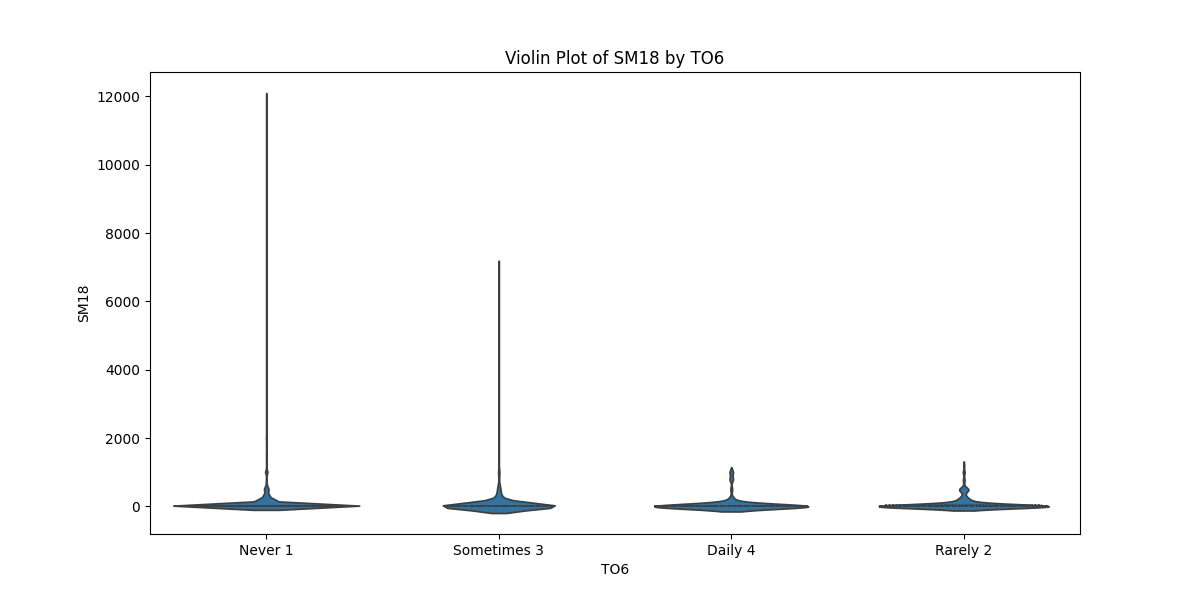 Violin Plot of SM18 by TO6
12000
10000
8000
6000
4000
2000
0
SM18
Never 1
Sometimes 3
Daily 4
Rarely 2
TO6